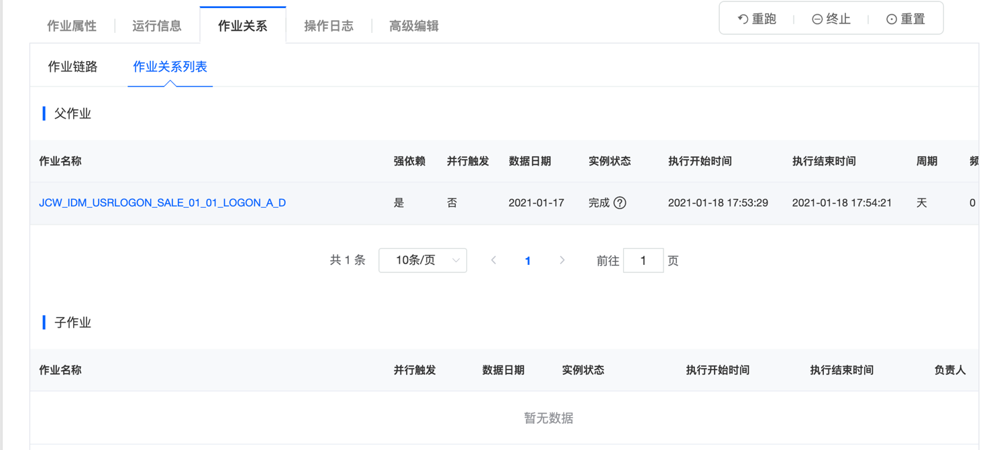 作业属性 运行信息 作业关系 操作日志 高级编辑 重跑 终止 重置
作业链路 作业关系列表
父作业
作业名称 强依赖 并行触发 数据日期 实例状态 执行开始时间 执行结束时间 周期 频
JCW_IDM_USRLOGON_SALE_01_01_LOGON_A_D 是 否 2021-01-17 完成 2021-01-18 17:53:29 2021-01-18 17:54:21 天 0
共 1 条 10条/页 1 前往 1 页
子作业
作业名称 并行触发 数据日期 实例状态 执行开始时间 执行结束时间 负责人
暂无数据